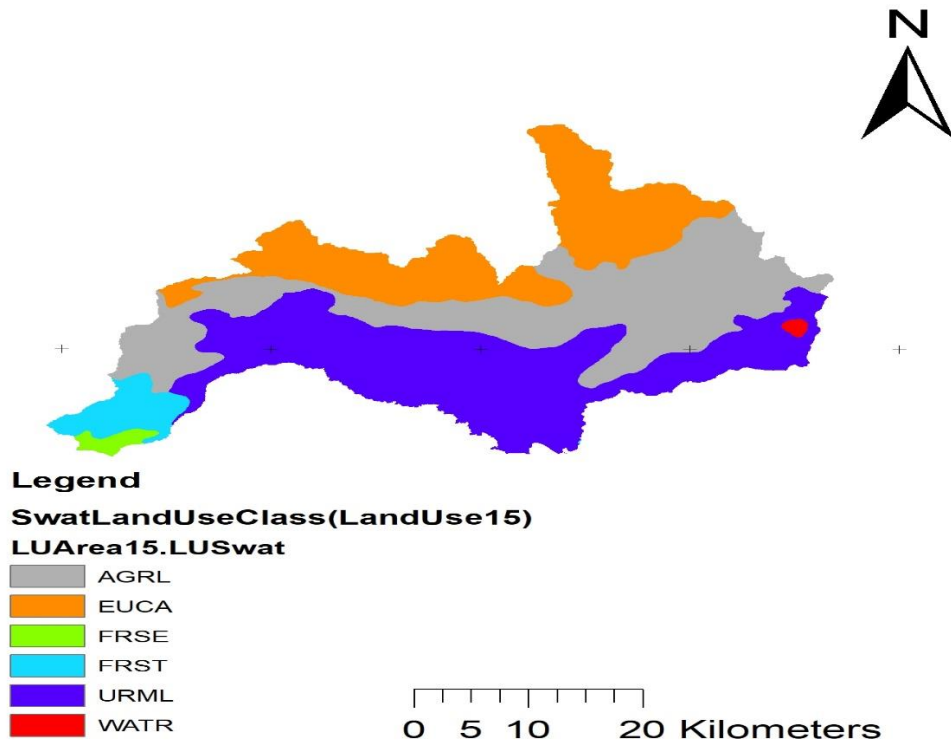 N
Legend
SwatLandUseClass(LandUse15)
LUArea15.LUSwat
AGRL
EUCA
FRSE
FRST
URML
WATR
0 5 10 20 Kilometers